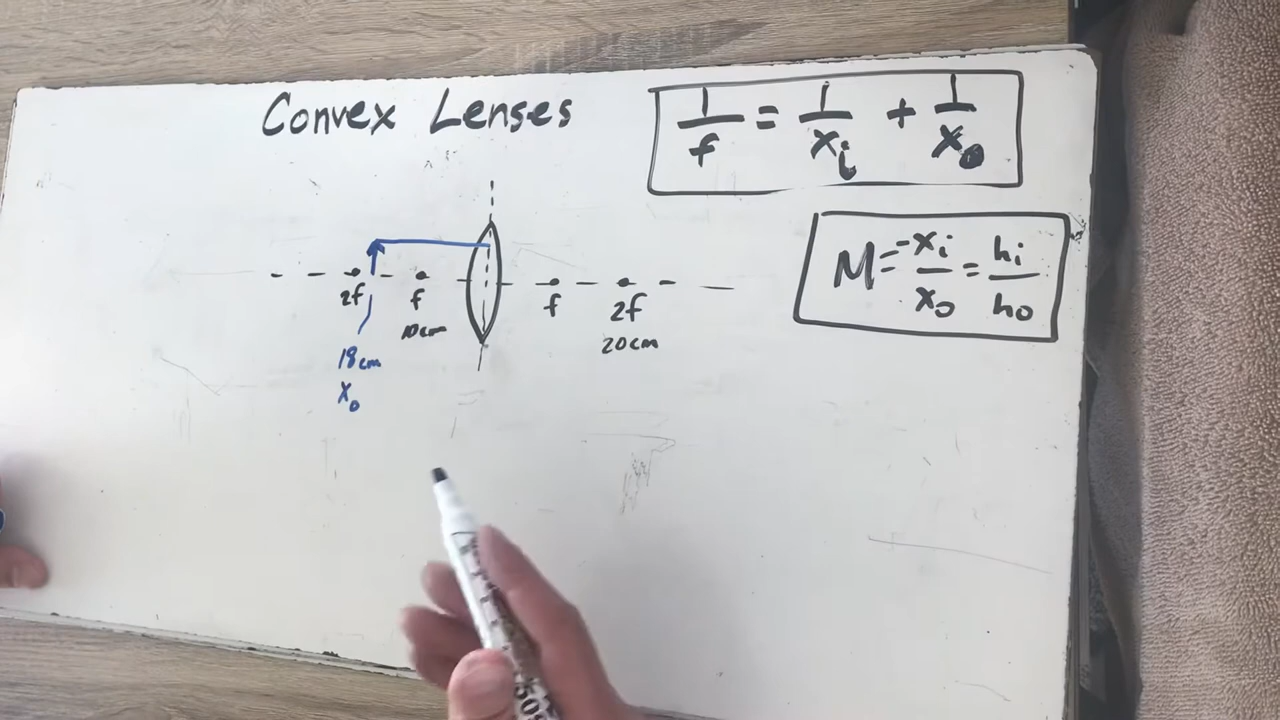 Convex Lenses
1/f = 1/xi + 1/xo
M = -xi/xo = hi/ho
2f f f 2f
10cm 20cm
18cm
xo